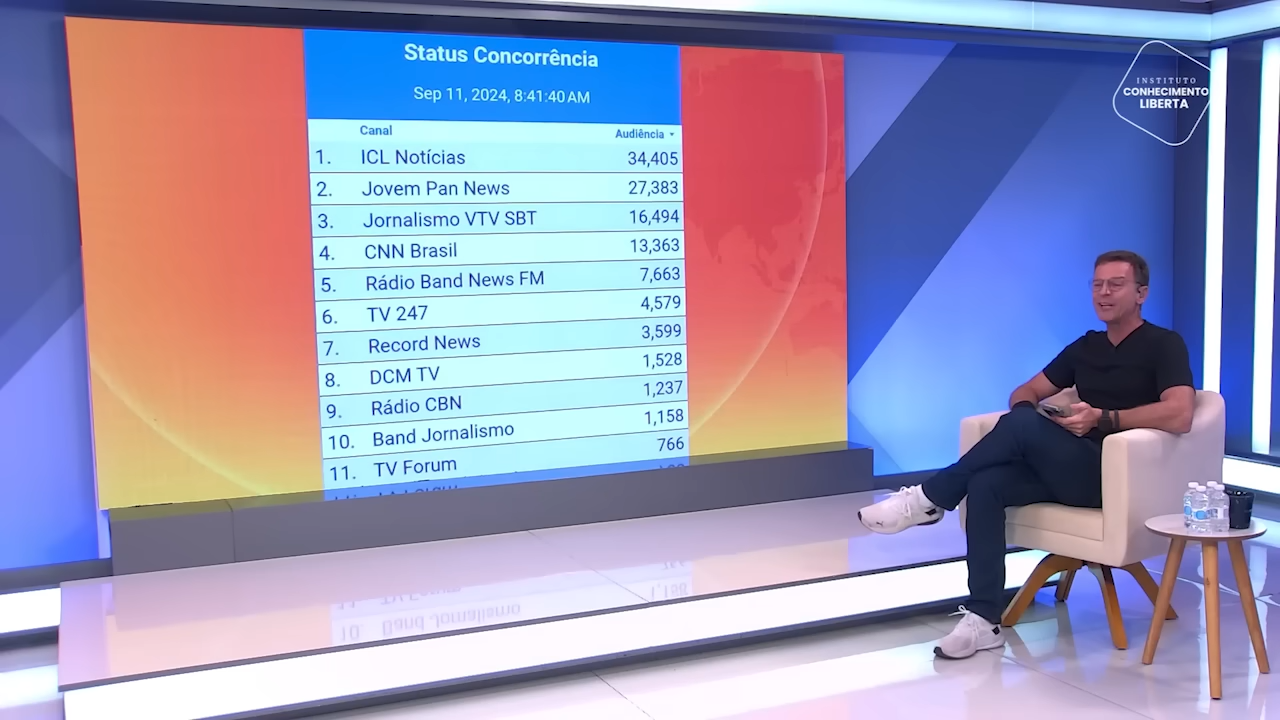 Status Concorrência
Sep 11, 2024, 8:41:40 AM
Canal Audiência
1. ICL Notícias 34,405
2. Jovem Pan News 27,383
3. Jornalismo VTV SBT 16,494
4. CNN Brasil 13,363
5. Rádio Band News FM 7,663
6. TV 247 4,579
7. Record News 3,599
8. DCM TV 1,528
9. Rádio CBN 1,237
10. Band Jornalismo 1,158
11. TV Forum 766
INSTITUTO
CONHECIMENTO
LIBERTA